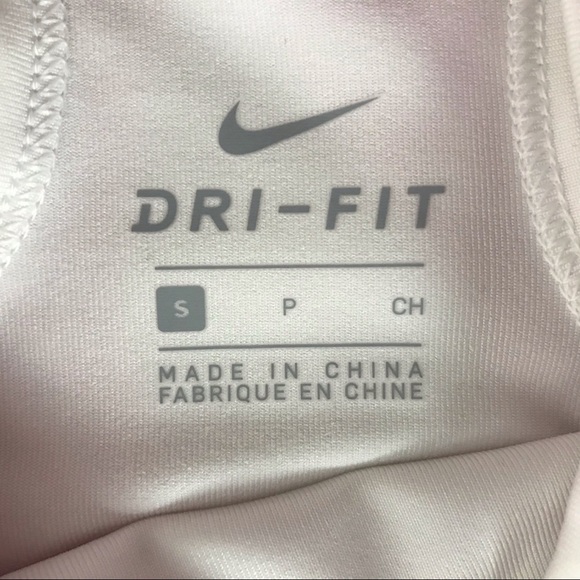 DRI-FIT
S P CH
MADE IN CHINA
FABRIQUE EN CHINE